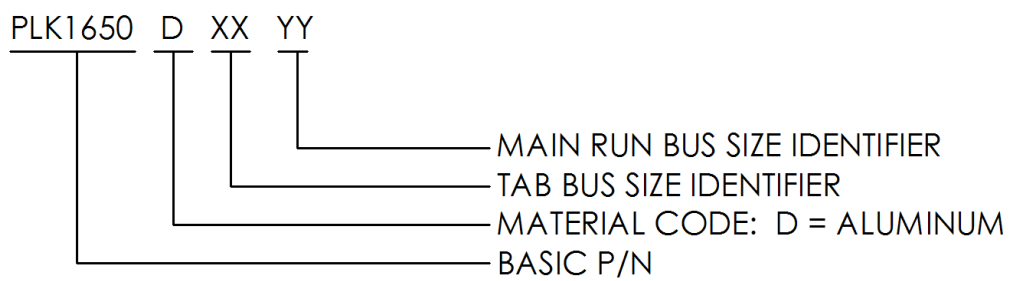 PLK1650 D XX YY
MAIN RUN BUS SIZE IDENTIFIER
TAB BUS SIZE IDENTIFIER
MATERIAL CODE: D = ALUMINUM
BASIC P/N